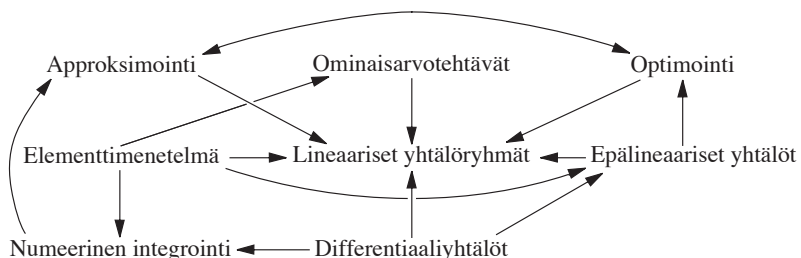 Approksimointi Ominaisarvotehtävät Optimointi
Elementtimenetelmä Lineaariset yhtälöryhmät Epälineaariset yhtälöt
Numeerinen integrointi Differentiaaliyhtälöt